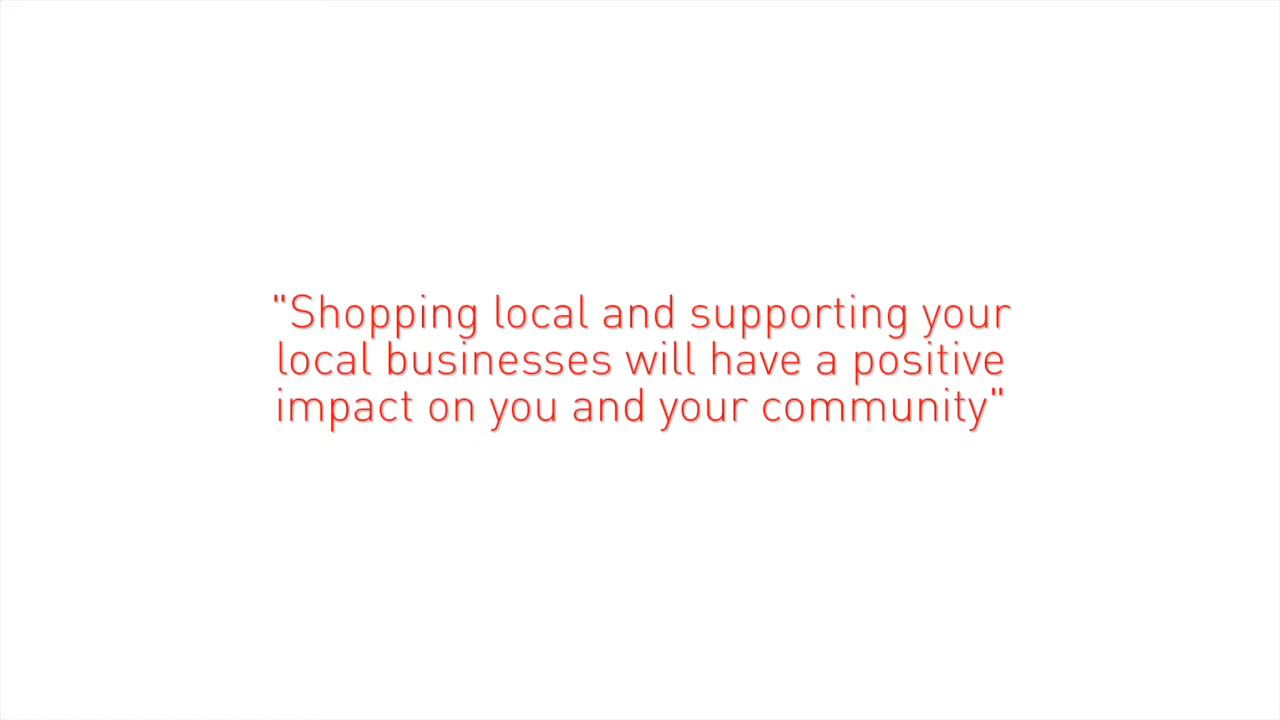 "Shopping local and supporting your
local businesses will have a positive
impact on you and your community"